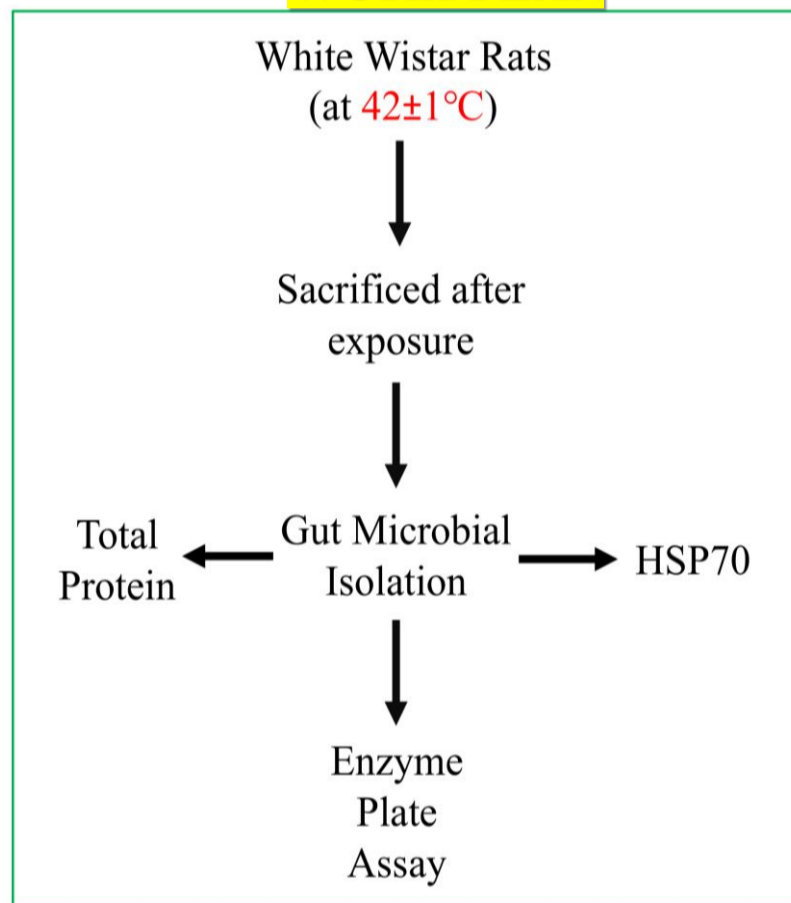 White Wistar Rats
(at 42±1°C)
Sacrificed after
exposure
Total
Protein
Gut Microbial
Isolation
HSP70
Enzyme
Plate
Assay